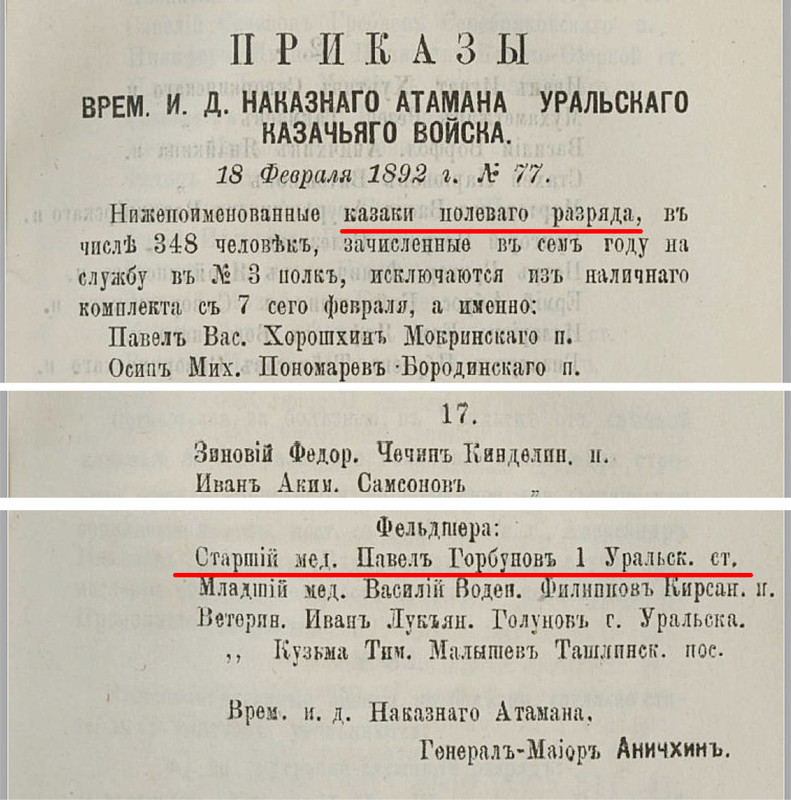 ПРИКАЗЫ
ВРЕМ. И. Д. НАКАЗНАГО АТАМАНА УРАЛЬСКАГО
КАЗАЧЬЯГО ВОЙСКА.
18 Февраля 1892 г. № 77.
Нижепоименованные казаки полеваго разряда, въ
числѣ 348 человѣкъ, зачисленные въ семъ году на
службу въ № 3 полкъ, исключаются изъ наличнаго
комплекта съ 7 сего февраля, а именно:
Павелъ Вас. Хорошхинъ Мокринскаго п.
Осипъ Мих. Пономаревъ Бородинскаго п.
17.
Зиновій Федор. Чечинъ Кинделин. п.
Иванъ Аким. Самсоновъ „
Фельдшера:
Старшій мед. Павелъ Горбуновъ 1 Уральск. ст.
Младшій мед. Василій Воден. Филипповъ Кирсан. п.
Ветерин. Иванъ Лукъян. Голуновъ г. Уральска.
,, Кузьма Тим. Малышевъ Ташлинск. пос.
Врем. и. д. Наказнаго Атамана,
Генералъ-Маіоръ Аничхинъ.